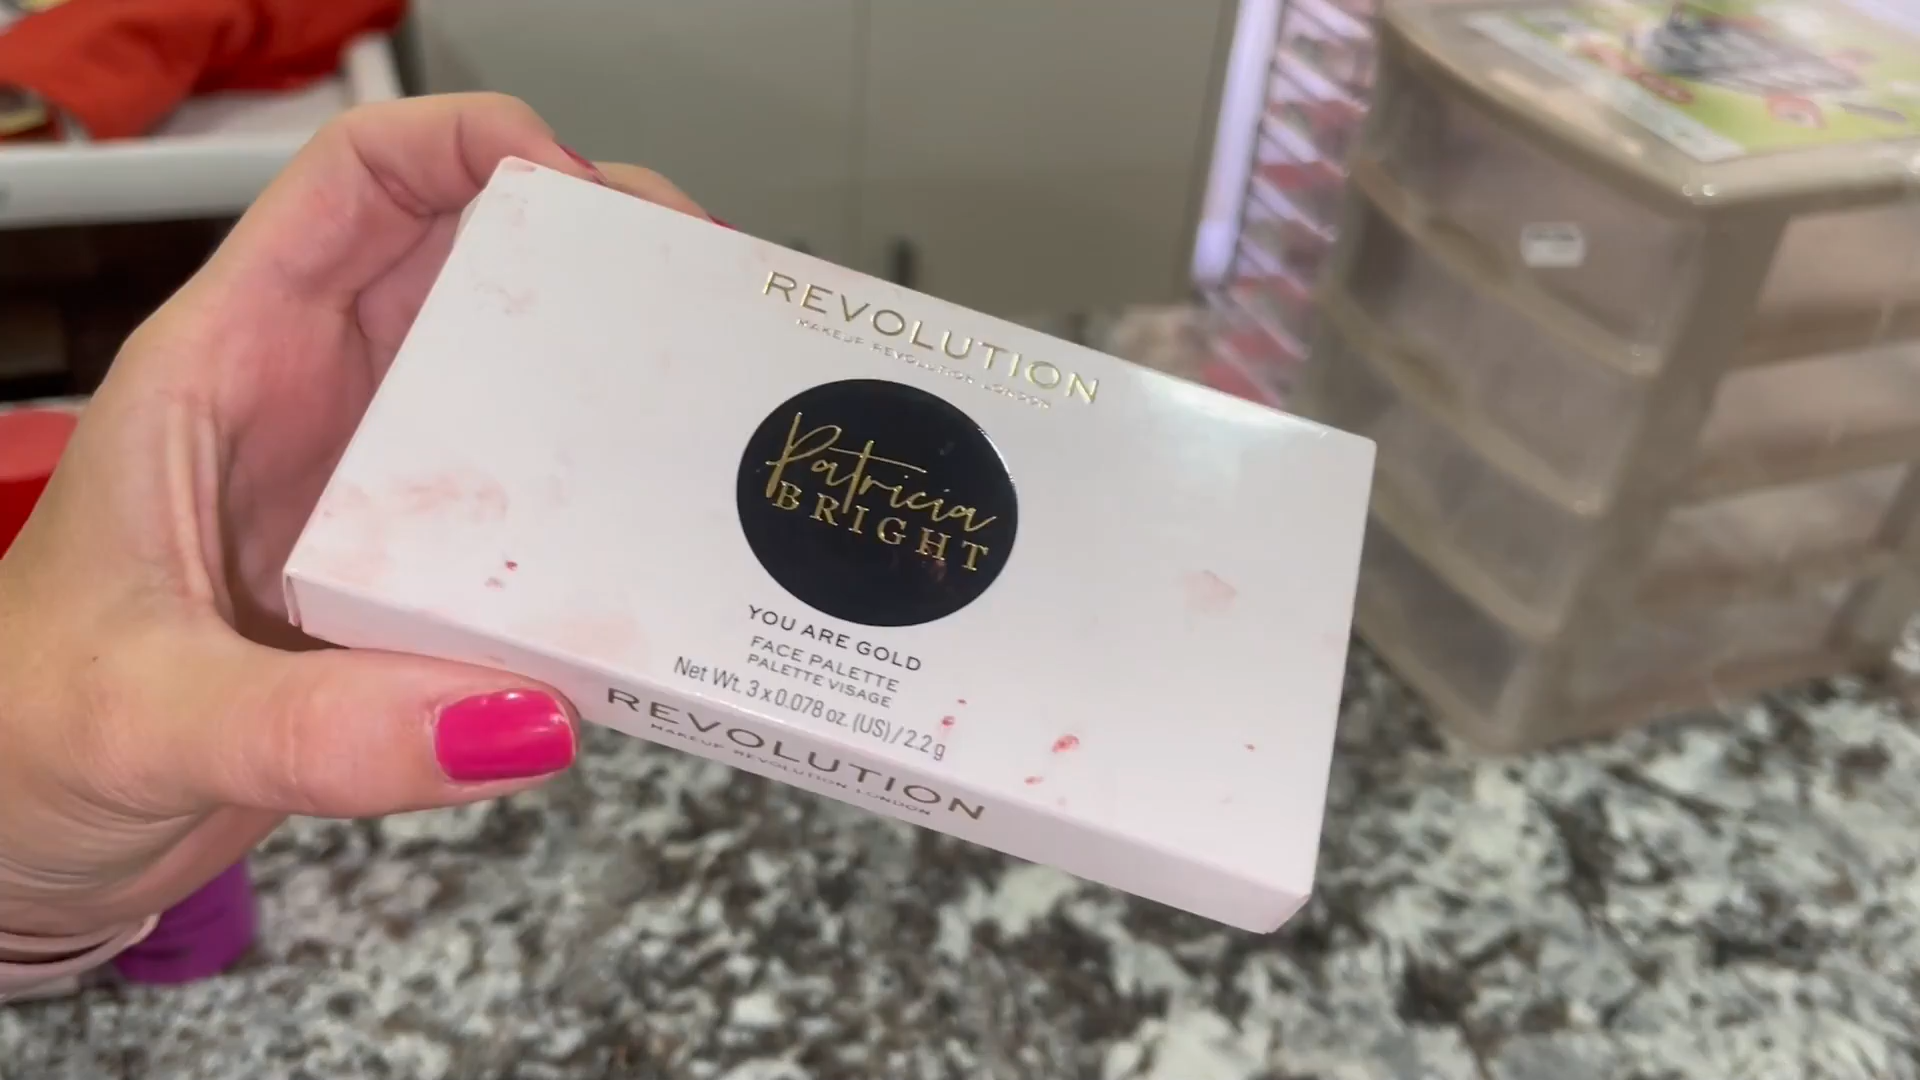 REVOLUTION
MAKEUP REVOLUTION LONDON
Patricia
BRIGHT
YOU ARE GOLD
FACE PALETTE
PALETTE VISAGE
Net Wt. 3 x 0.078 oz. (US) / 2.2 g
REVOLUTION
MAKEUP REVOLUTION LONDON